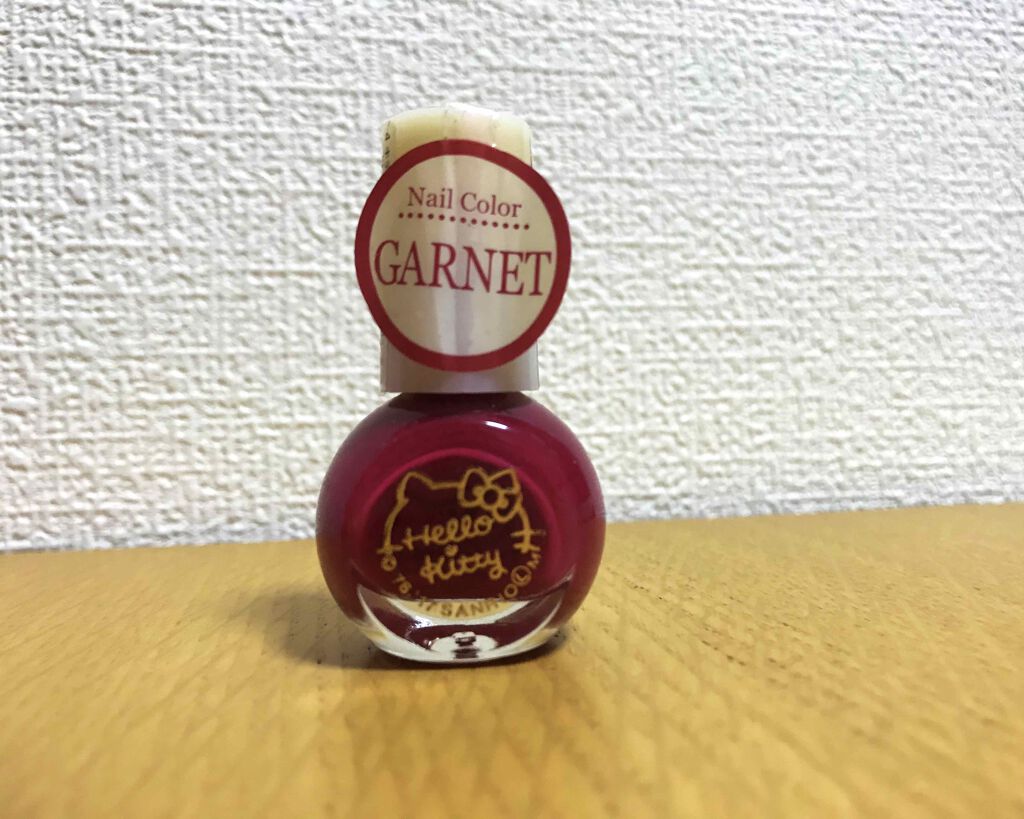 Nail Color
GARNET
Hello
Kitty
SANRIO